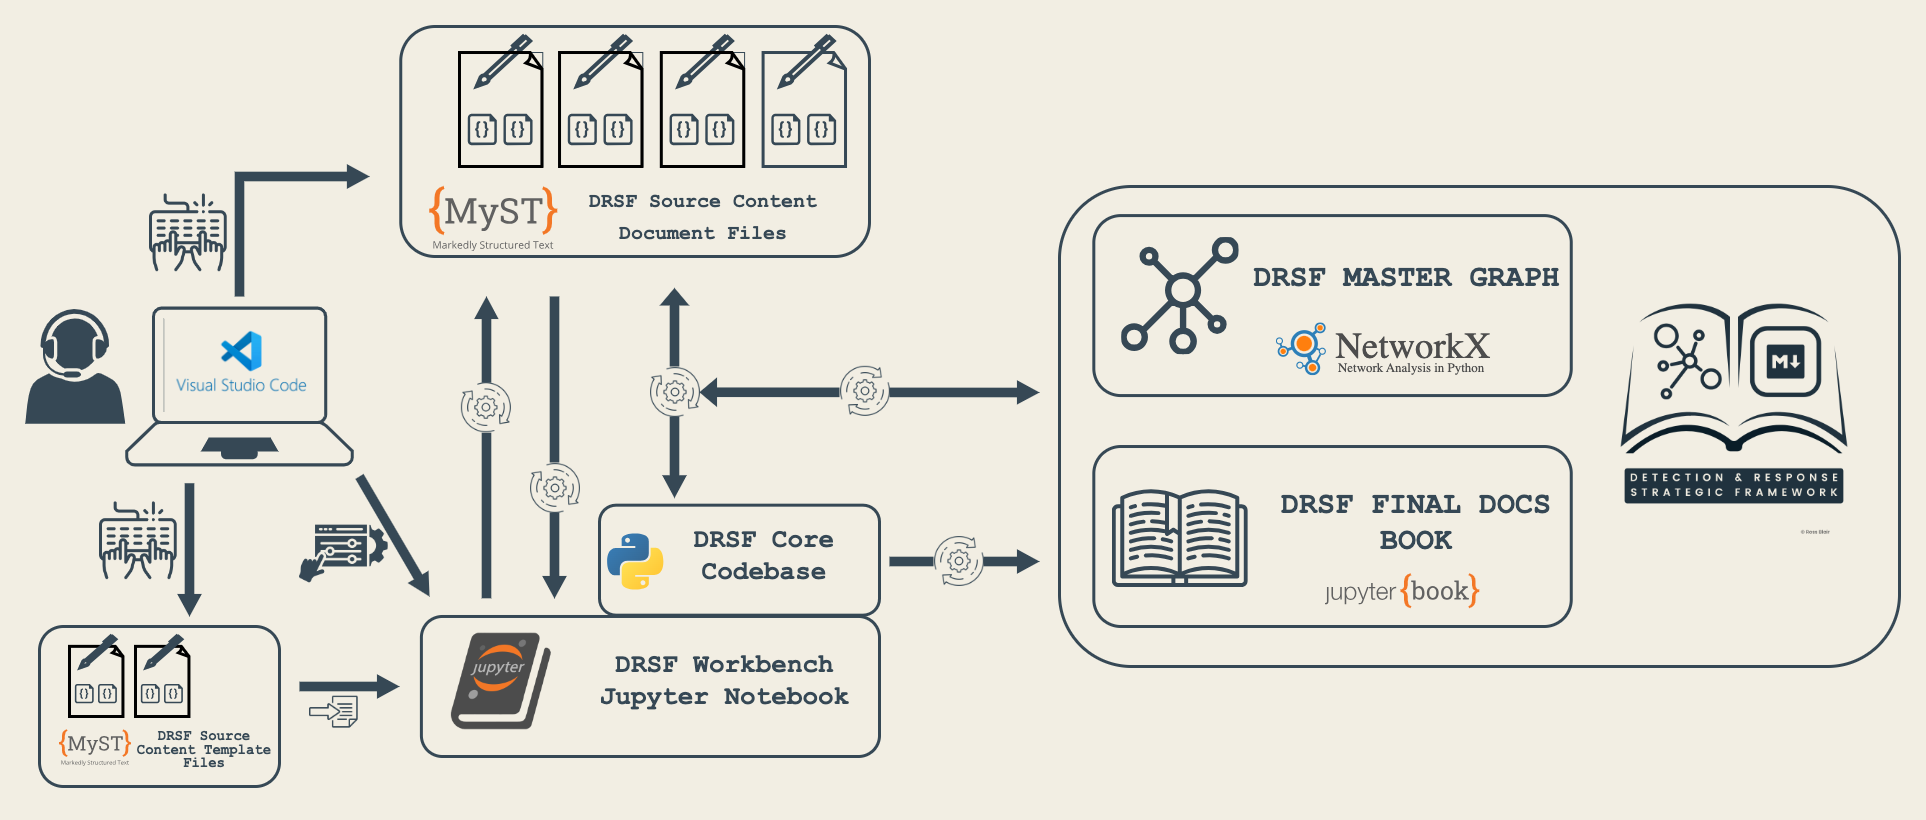 {MyST}
Markedly Structured Text
DRSF Source Content
Document Files
Visual Studio Code
DRSF MASTER GRAPH
NetworkX
Network Analysis in Python
M
DETECTION & RESPONSE
STRATEGIC FRAMEWORK
© Ross Blair
DRSF Core
Codebase
DRSF FINAL DOCS
BOOK
jupyter {book}
jupyter
DRSF Workbench
Jupyter Notebook
{MyST}
Markedly Structured Text
DRSF Source
Content Template
Files